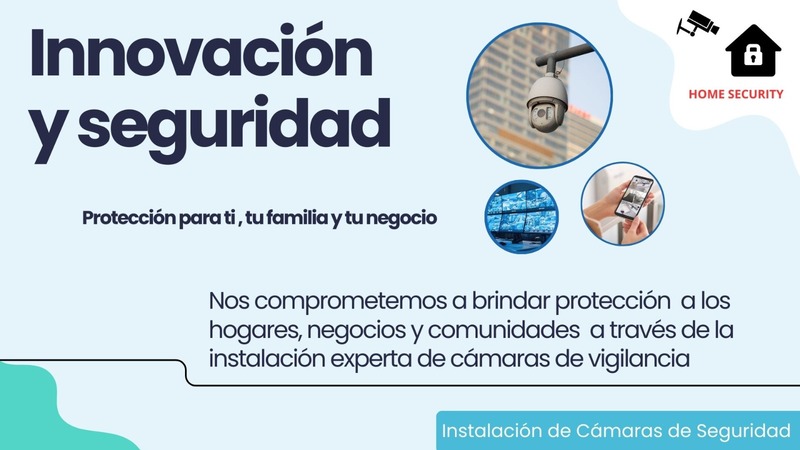 Innovación
y seguridad
HOME SECURITY
Protección para ti , tu familia y tu negocio
Nos comprometemos a brindar protección  a los
hogares, negocios y comunidades  a través de la
instalación experta de cámaras de vigilancia
Instalación de Cámaras de Seguridad